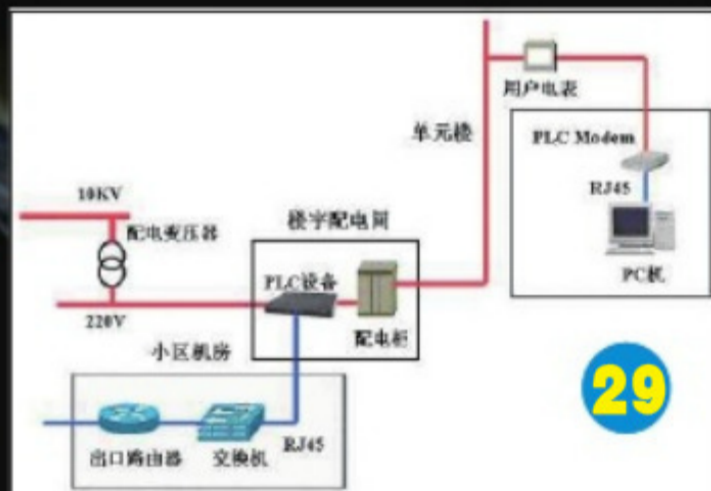 用户电表
单元楼
PLC Modem
RJ45
PC机
10KV
配电变压器
楼宇配电间
PLC设备
220V
配电柜
小区机房
出口路由器
交换机
RJ45
29